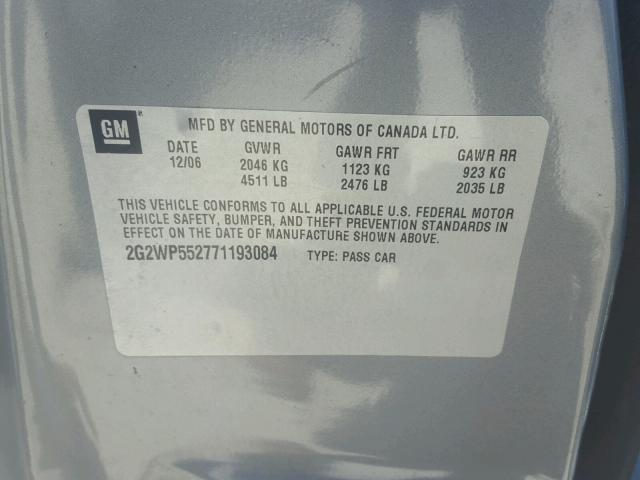 GM
MFD BY GENERAL MOTORS OF CANADA LTD.
DATE GVWR GAWR FRT GAWR RR
12/06 2046 KG 1123 KG 923 KG
4511 LB 2476 LB 2035 LB
THIS VEHICLE CONFORMS TO ALL APPLICABLE U.S. FEDERAL MOTOR
VEHICLE SAFETY, BUMPER, AND THEFT PREVENTION STANDARDS IN
EFFECT ON THE DATE OF MANUFACTURE SHOWN ABOVE.
2G2WP552771193084 TYPE: PASS CAR